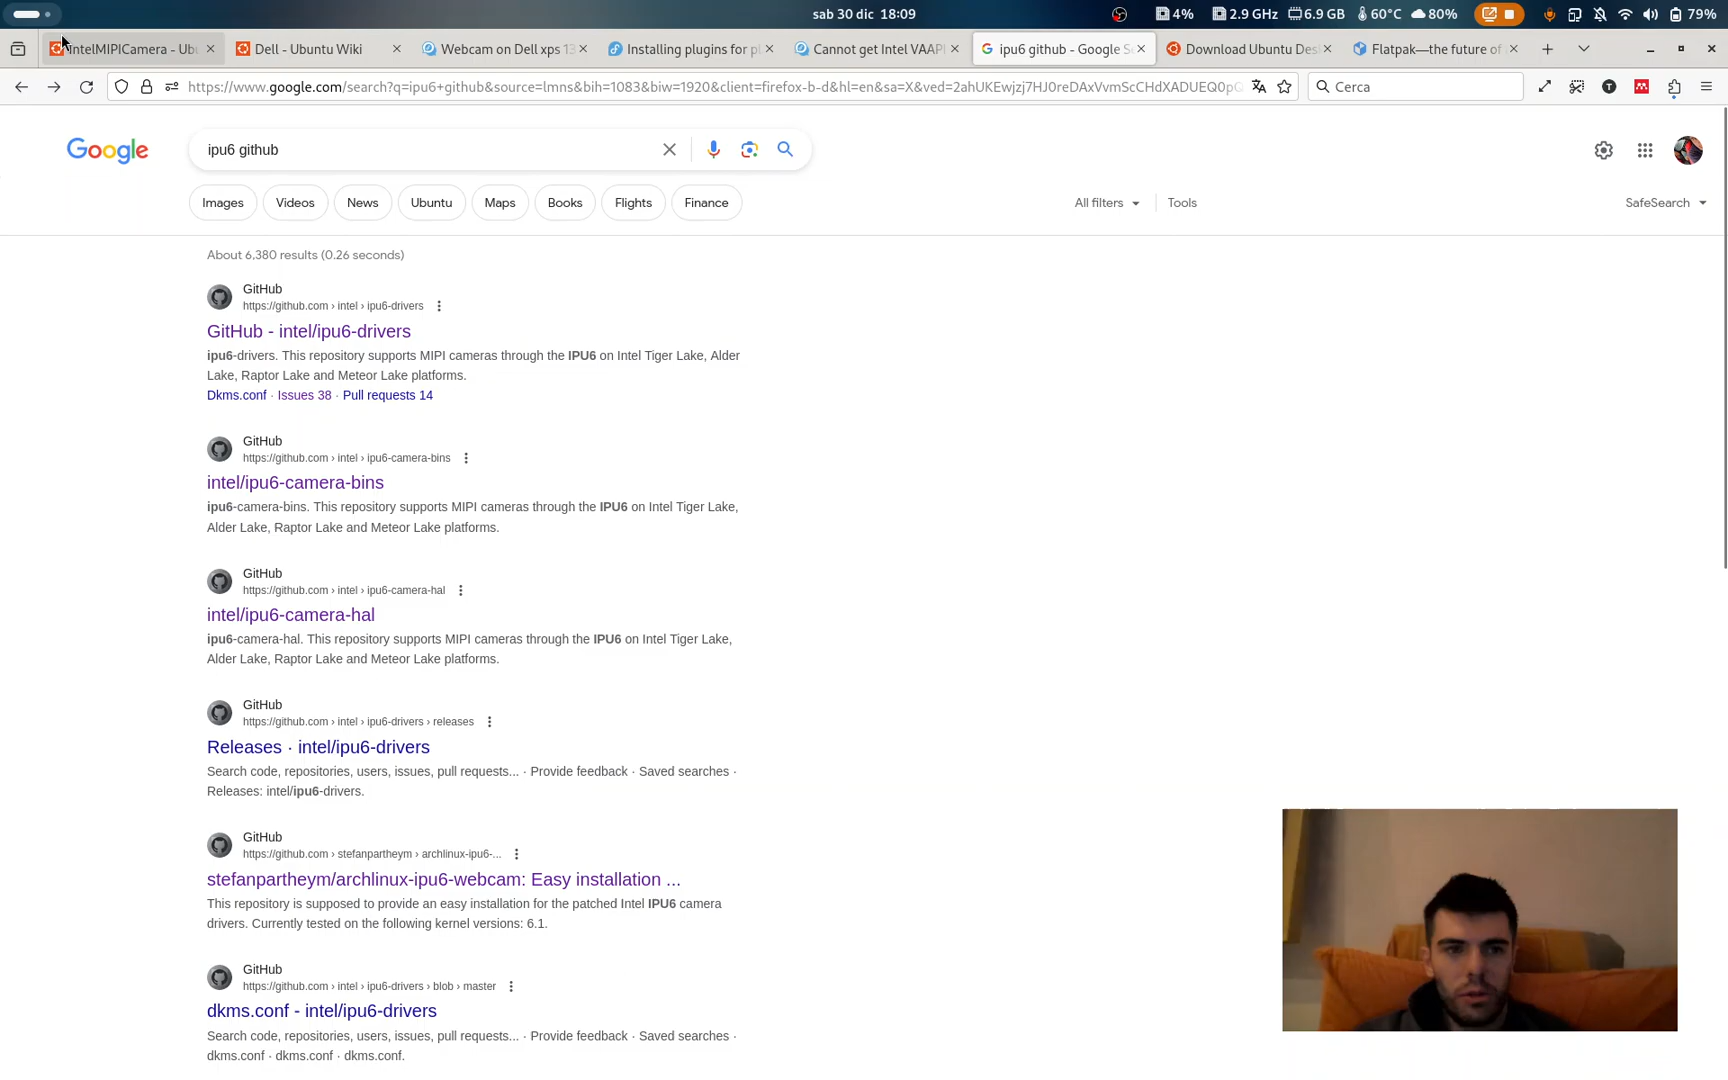 sab 30 dic 18:09
4%
2.9 GHz
6.9 GB
60°C
80%
79%
IntelMIPICamera - Ubu
Dell - Ubuntu Wiki
Webcam on Dell xps 13
Installing plugins for pl
Cannot get Intel VAAPI
ipu6 github - Google Se
Download Ubuntu Des
Flatpak—the future of
https://www.google.com/search?q=ipu6+github&source=lmns&bih=1083&biw=1920&client=firefox-b-d&hl=en&sa=X&ved=2ahUKEwjzj7HJ0reDAxVvmScCHdXADUEQ0pQ
Cerca
Google
ipu6 github
Images
Videos
News
Ubuntu
Maps
Books
Flights
Finance
All filters
Tools
SafeSearch
About 6,380 results (0.26 seconds)
GitHub
https://github.com › intel › ipu6-drivers
GitHub - intel/ipu6-drivers
ipu6-drivers. This repository supports MIPI cameras through the IPU6 on Intel Tiger Lake, Alder
Lake, Raptor Lake and Meteor Lake platforms.
Dkms.conf · Issues 38 · Pull requests 14
GitHub
https://github.com › intel › ipu6-camera-bins
intel/ipu6-camera-bins
ipu6-camera-bins. This repository supports MIPI cameras through the IPU6 on Intel Tiger Lake,
Alder Lake, Raptor Lake and Meteor Lake platforms.
GitHub
https://github.com › intel › ipu6-camera-hal
intel/ipu6-camera-hal
ipu6-camera-hal. This repository supports MIPI cameras through the IPU6 on Intel Tiger Lake,
Alder Lake, Raptor Lake and Meteor Lake platforms.
GitHub
https://github.com › intel › ipu6-drivers › releases
Releases · intel/ipu6-drivers
Search code, repositories, users, issues, pull requests... · Provide feedback · Saved searches ·
Releases: intel/ipu6-drivers.
GitHub
https://github.com › stefanpartheym › archlinux-ipu6-...
stefanpartheym/archlinux-ipu6-webcam: Easy installation ...
This repository is supposed to provide an easy installation for the patched Intel IPU6 camera
drivers. Currently tested on the following kernel versions: 6.1.
GitHub
https://github.com › intel › ipu6-drivers › blob › master
dkms.conf - intel/ipu6-drivers
Search code, repositories, users, issues, pull requests... · Provide feedback · Saved searches ·
dkms.conf · dkms.conf · dkms.conf.